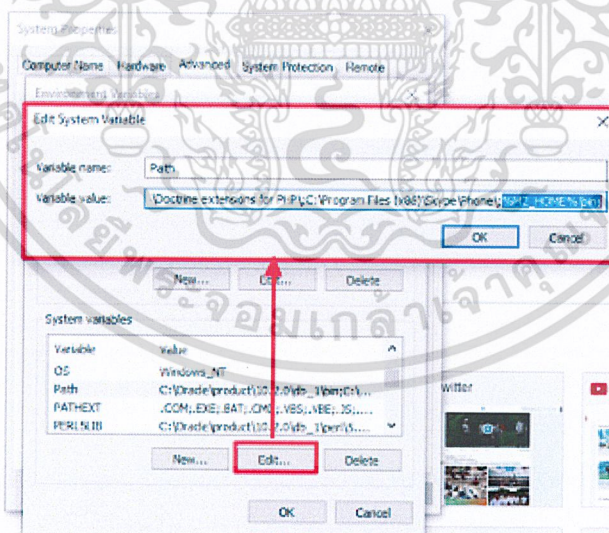 System Properties
Computer Name Hardware Advanced System Protection Remote
Environment Variables
Edit System Variable
Variable name: Path
Variable value: \Doctrine extensions for PHP\;C:\Program Files (x86)\Skype\Phone\;
OK Cancel
New... Edit... Delete
System variables
Variable Value
OS Windows_NT
Path C:\Oracle\product\10.2.0\db_1\bin;C:\...
PATHEXT .COM;.EXE;.BAT;.CMD;.VBS;.VBE;.JS;....
PERL5LIB C:\Oracle\product\10.2.0\db_1\perl\5....
New... Edit... Delete
OK Cancel
witter